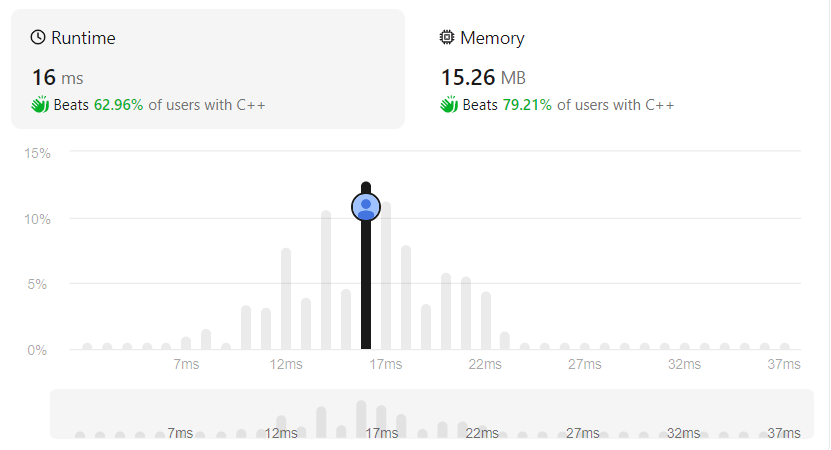 Runtime
16 ms
Beats 62.96% of users with C++
Memory
15.26 MB
Beats 79.21% of users with C++
15%
10%
5%
0%
7ms 12ms 17ms 22ms 27ms 32ms 37ms
7ms 12ms 17ms 22ms 27ms 32ms 37ms